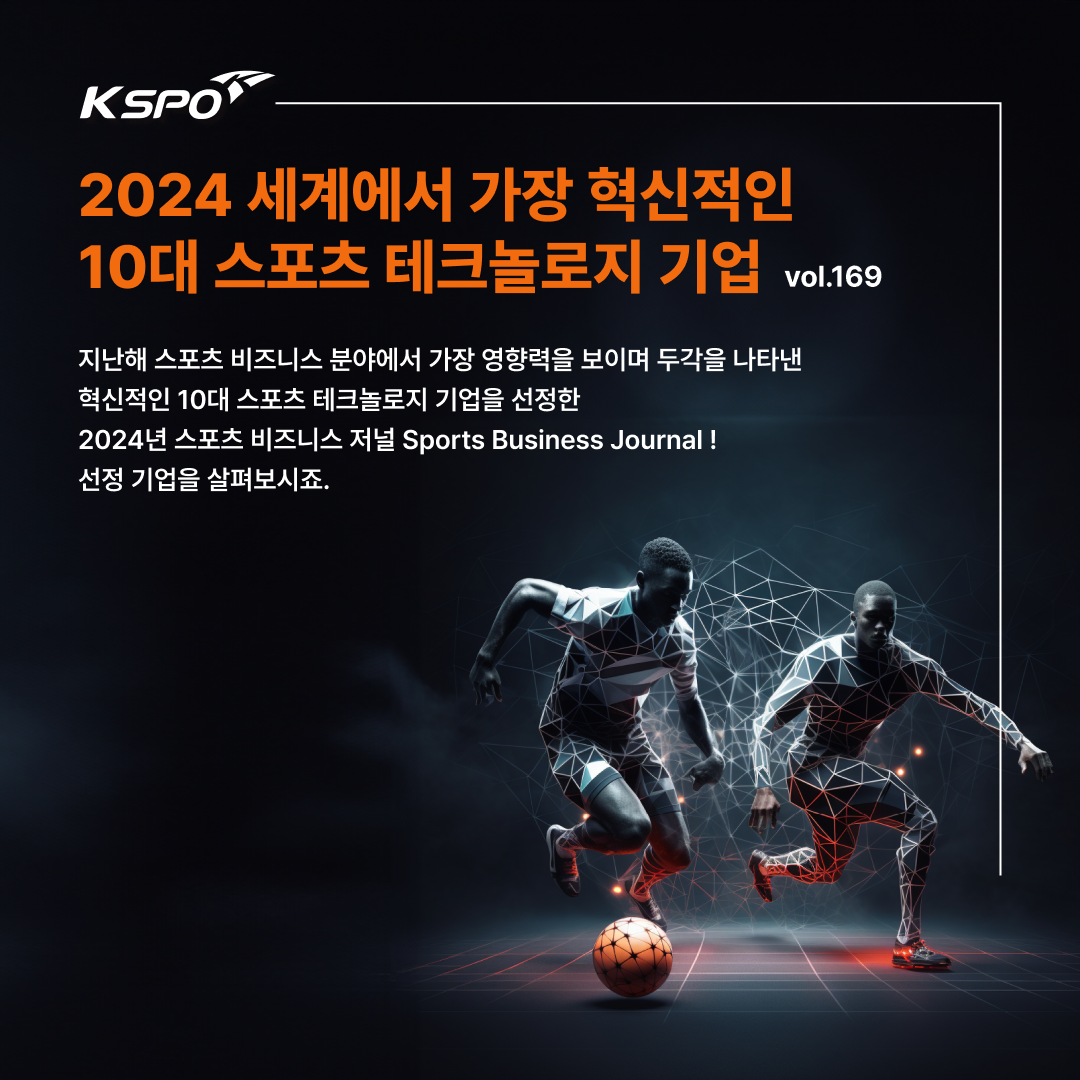 KSPO
2024 세계에서 가장 혁신적인
10대 스포츠 테크놀로지 기업 vol.169
지난해 스포츠 비즈니스 분야에서 가장 영향력을 보이며 두각을 나타낸
혁신적인 10대 스포츠 테크놀로지 기업을 선정한
2024년 스포츠 비즈니스 저널 Sports Business Journal !
선정 기업을 살펴보시죠.